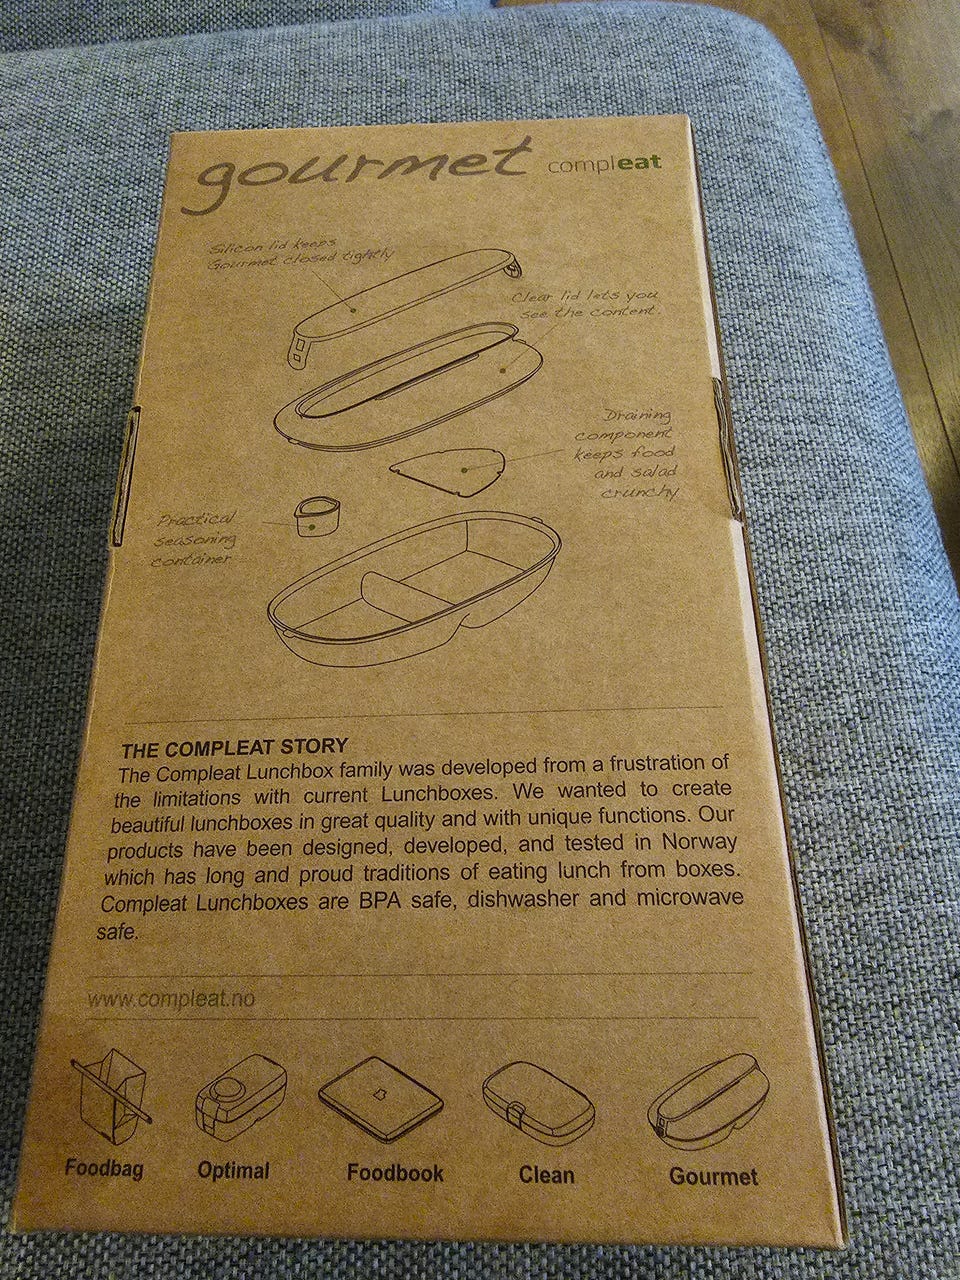 gourmet compleat
Silicon lid keeps
Gourmet closed tightly
Clear lid lets you
see the content.
Draining
component
keeps food
and salad
crunchy
Practical
seasoning
container
THE COMPLEAT STORY
The Compleat Lunchbox family was developed from a frustration of
the limitations with current Lunchboxes. We wanted to create
beautiful lunchboxes in great quality and with unique functions. Our
products have been designed, developed, and tested in Norway
which has long and proud traditions of eating lunch from boxes.
Compleat Lunchboxes are BPA safe, dishwasher and microwave
safe.
www.compleat.no
Foodbag Optimal Foodbook Clean Gourmet